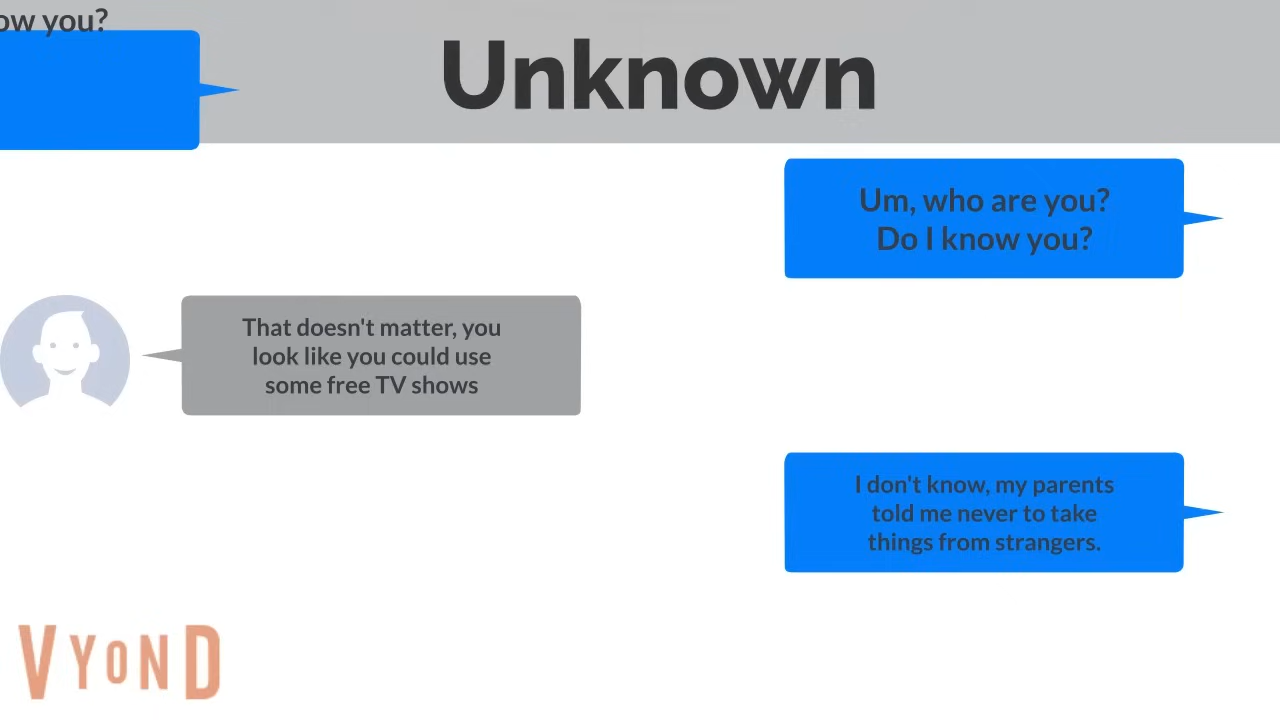 ow you?
Unknown
Um, who are you?
Do I know you?
That doesn't matter, you
look like you could use
some free TV shows
I don't know, my parents
told me never to take
things from strangers.
VYOND